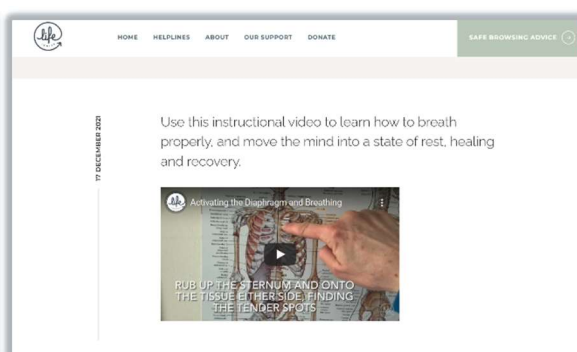 life
HOME HELPLINES ABOUT OUR SUPPORT DONATE
SAFE BROWSING ADVICE
17 DECEMBER 2021
Use this instructional video to learn how to breath
properly, and move the mind into a state of rest, healing
and recovery.
life
Activating the Diaphragm and Breathing
RUB UP THE STERNUM AND ONTO
THE TISSUE EITHER SIDE, FINDING
THE TENDER SPOTS